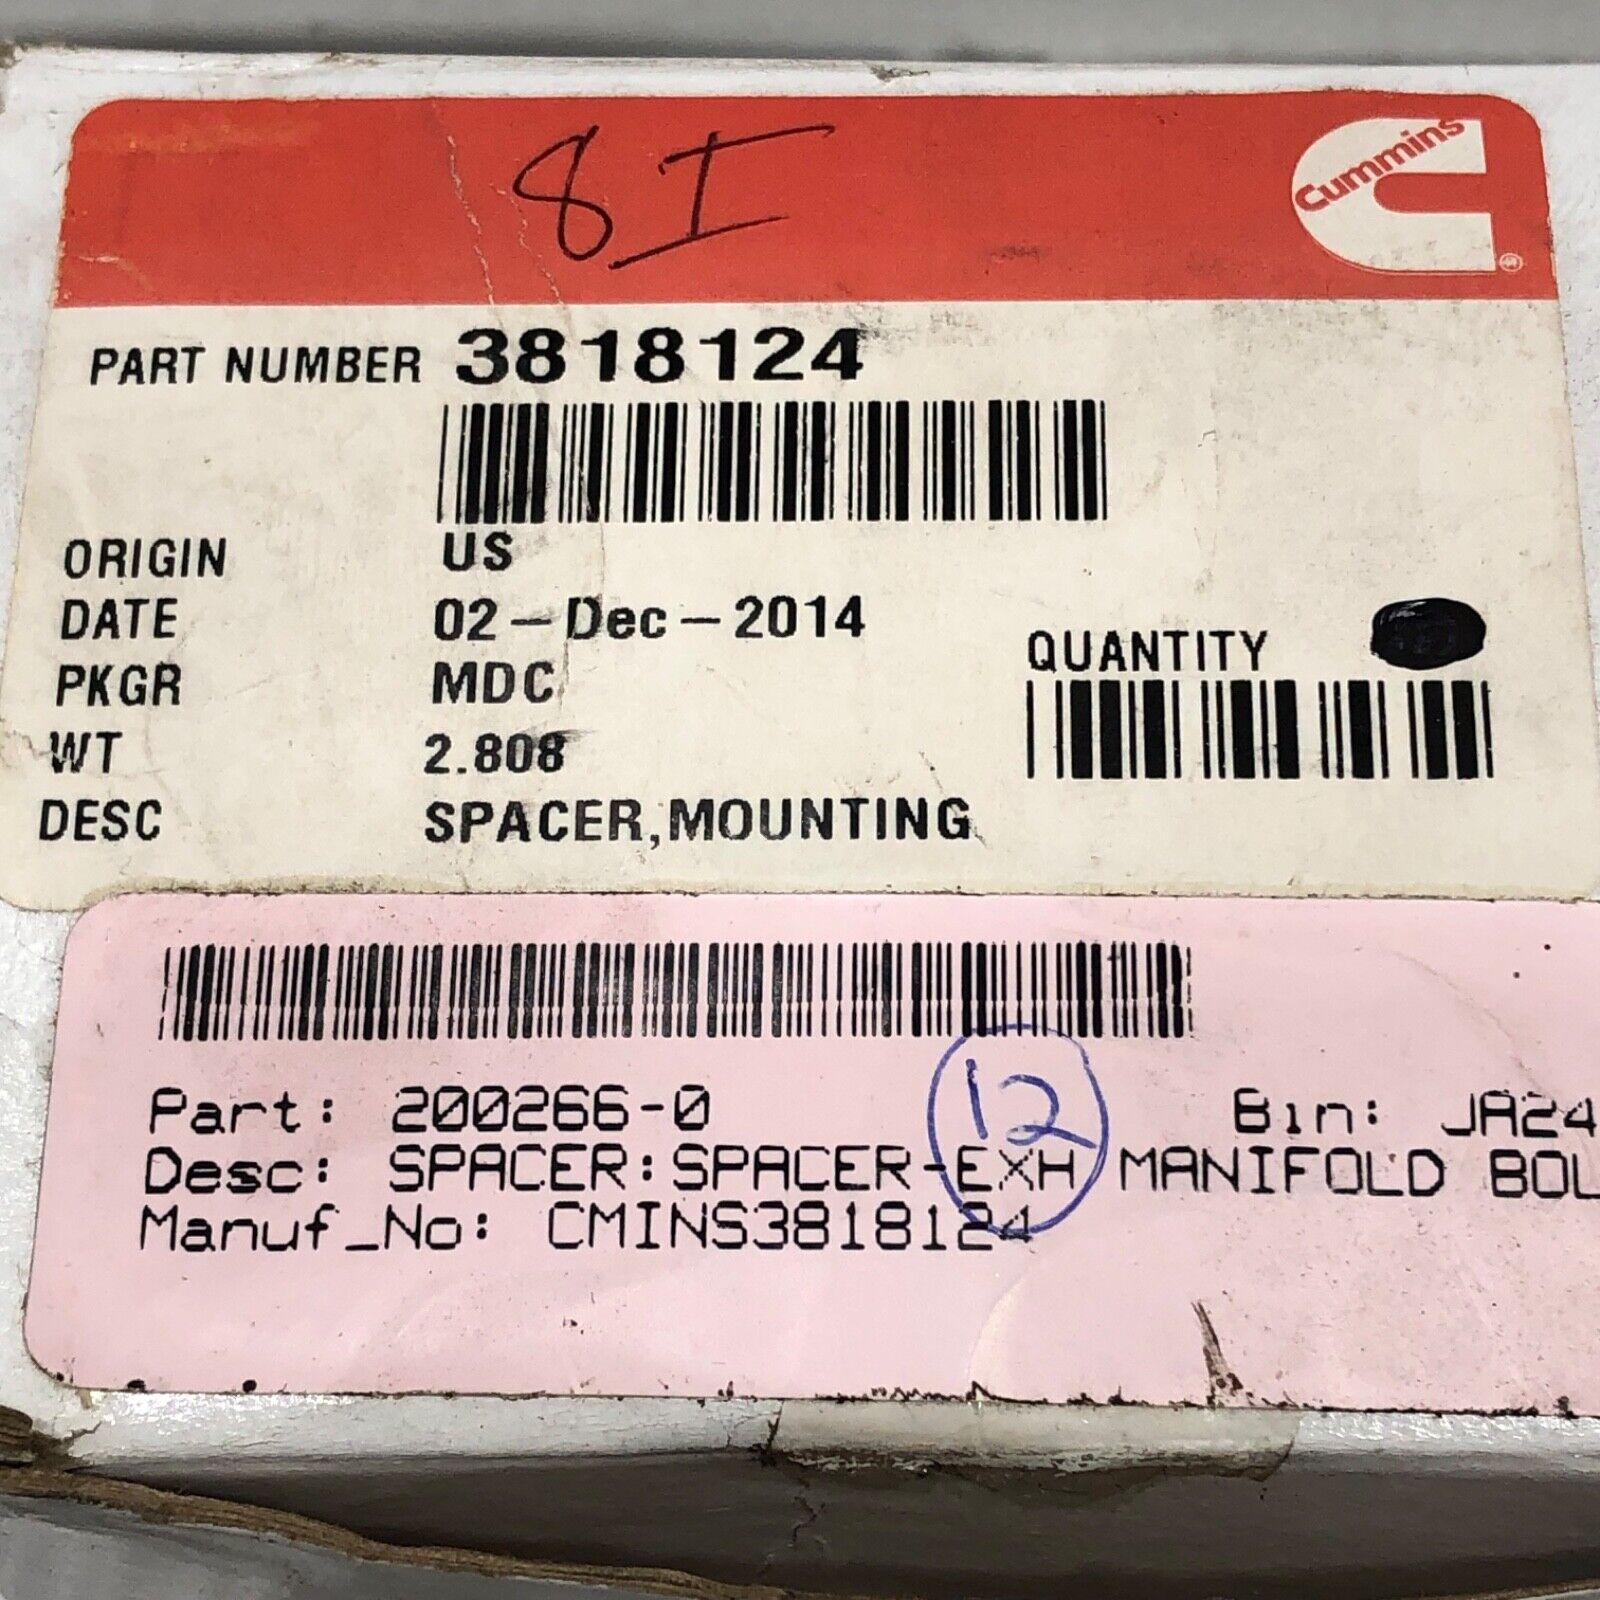 8I
Cummins
PART NUMBER 3818124
ORIGIN US
DATE 02-Dec-2014
QUANTITY
PKGR MDC
WT 2.808
DESC SPACER,MOUNTING
12
Part: 200266-0 Bin: JA24
Desc: SPACER:SPACER-EXH MANIFOLD BOL
Manuf_No: CMINS3818124